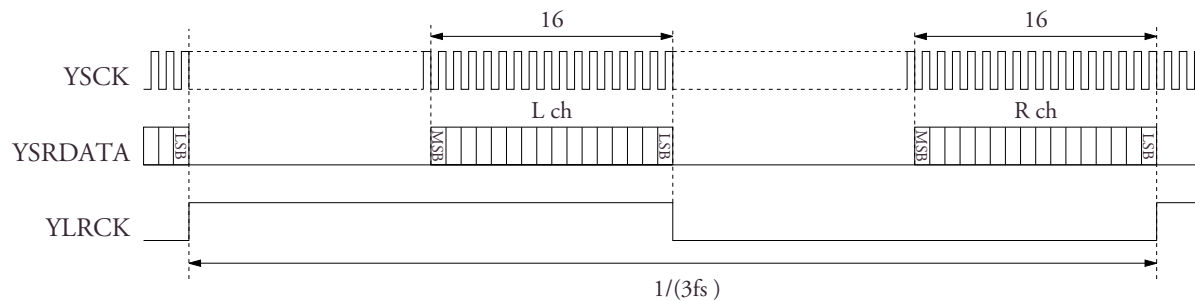 16 16
YSCK
L ch R ch
YSRDATA LSB MSB LSB MSB LSB
YLRCK
1/(3fs )